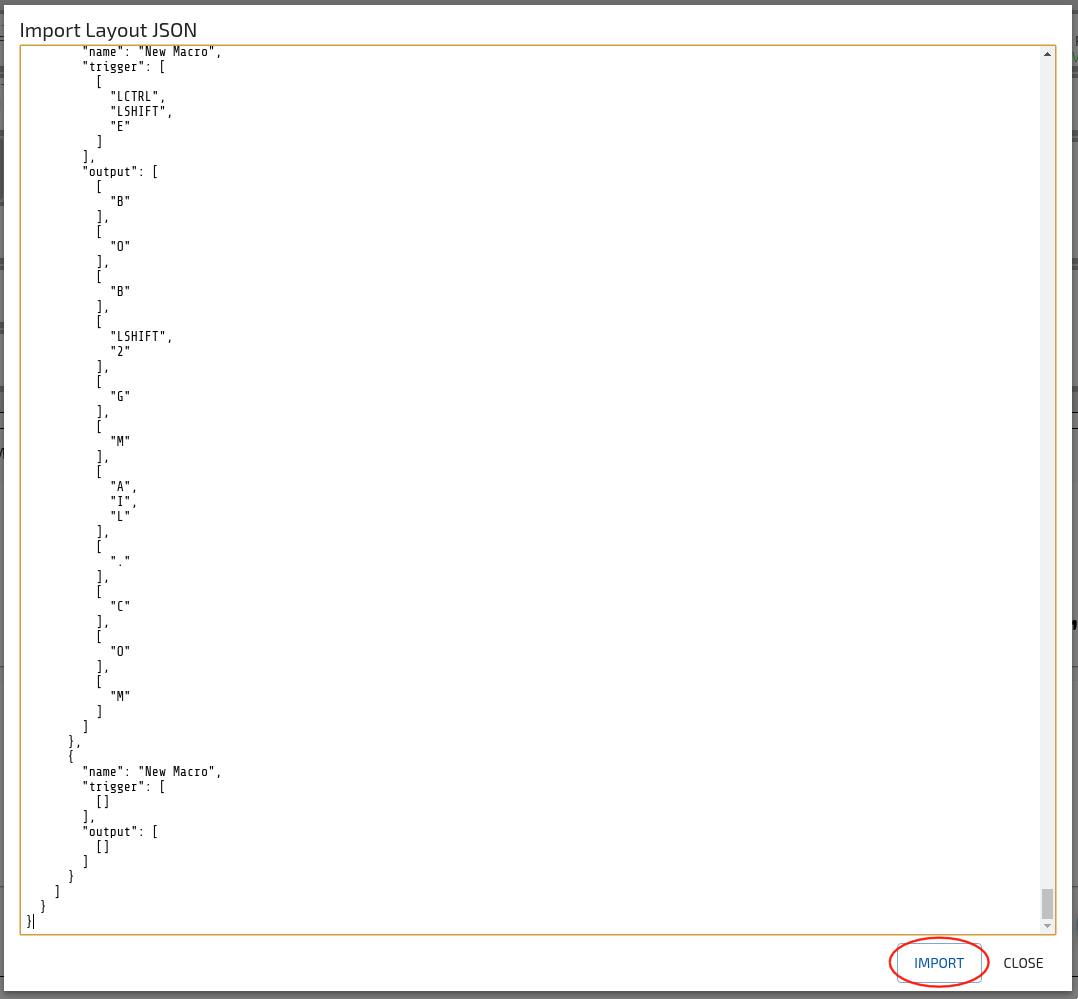 Import Layout JSON
"name": "New Macro",
"trigger": [
[
"LCTRL",
"LSHIFT",
"E"
]
],
"output": [
[
"B"
],
[
"O"
],
[
"B"
],
[
"LSHIFT",
"2"
],
[
"G"
],
[
"M"
],
[
"A",
"I",
"L"
],
[
"."
],
[
"C"
],
[
"O"
],
[
"M"
]
]
},
{
"name": "New Macro",
"trigger": [
[]
],
"output": [
[]
]
}
]
}
}
IMPORT CLOSE